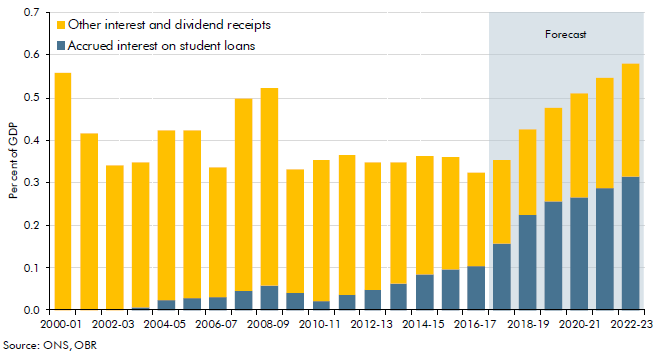 0.7
0.6
0.5
0.4
0.3
0.2
0.1
0.0
Per cent of GDP
Other interest and dividend receipts
Accrued interest on student loans
Forecast
2000-01 2002-03 2004-05 2006-07 2008-09 2010-11 2012-13 2014-15 2016-17 2018-19 2020-21 2022-23
Source: ONS, OBR